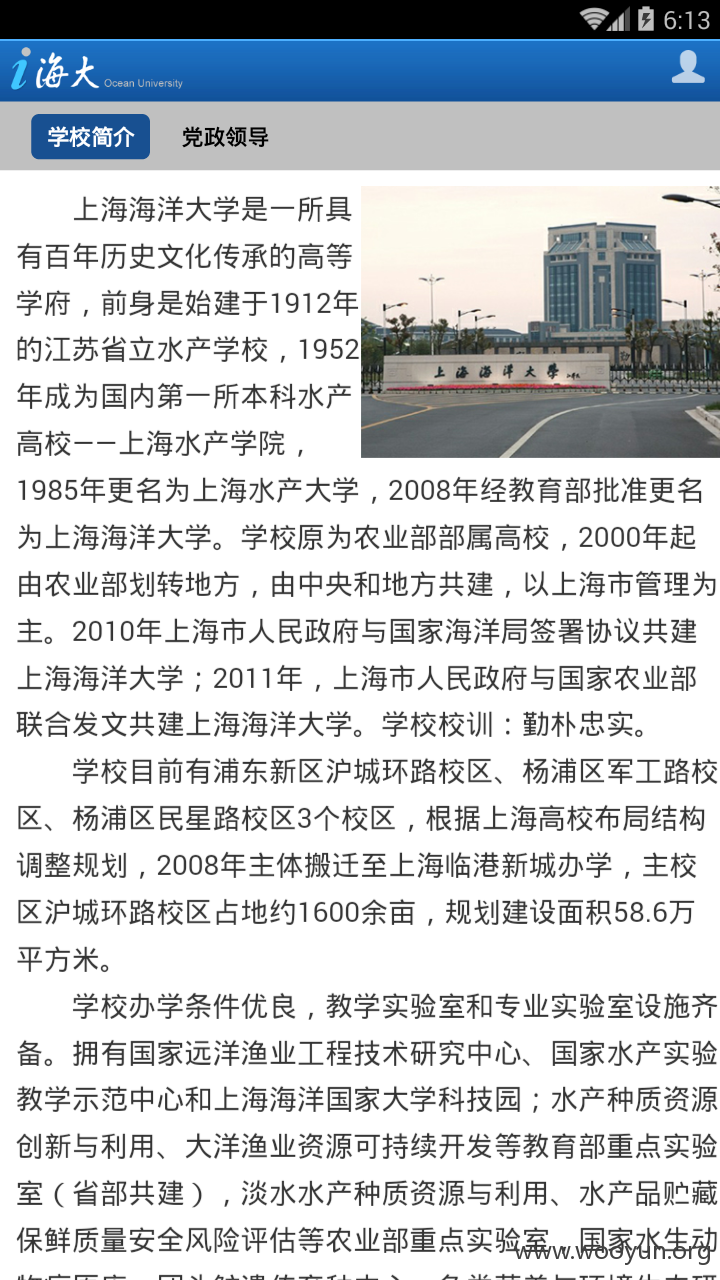 6:13
i海大 Ocean University
学校简介 党政领导
上海海洋大学是一所具
有百年历史文化传承的高等
学府，前身是始建于1912年
的江苏省立水产学校，1952
年成为国内第一所本科水产
高校——上海水产学院，
上海海洋大学
1985年更名为上海水产大学，2008年经教育部批准更名
为上海海洋大学。学校原为农业部部属高校，2000年起
由农业部划转地方，由中央和地方共建，以上海市管理为
主。2010年上海市人民政府与国家海洋局签署协议共建
上海海洋大学；2011年，上海市人民政府与国家农业部
联合发文共建上海海洋大学。学校校训：勤朴忠实。
学校目前有浦东新区沪城环路校区、杨浦区军工路校
区、杨浦区民星路校区3个校区，根据上海高校布局结构
调整规划，2008年主体搬迁至上海临港新城办学，主校
区沪城环路校区占地约1600余亩，规划建设面积58.6万
平方米。
学校办学条件优良，教学实验室和专业实验室设施齐
备。拥有国家远洋渔业工程技术研究中心、国家水产实验
教学示范中心和上海海洋国家大学科技园；水产种质资源
创新与利用、大洋渔业资源可持续开发等教育部重点实验
室（省部共建），淡水水产种质资源与利用、水产品贮藏
保鲜质量安全风险评估等农业部重点实验室，国家水生动
www.wooyun.org